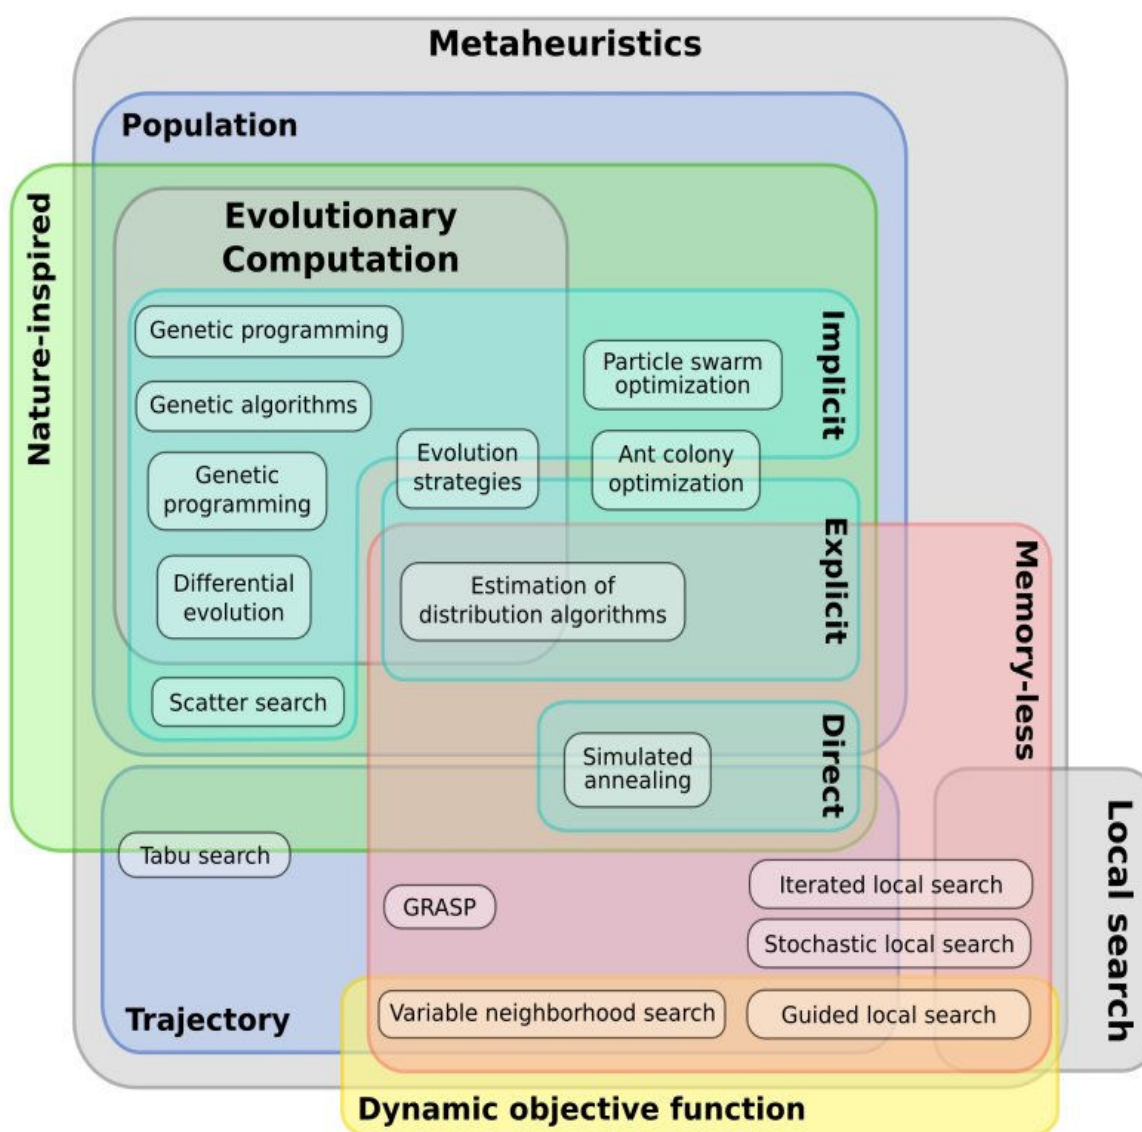 Metaheuristics
Population
Nature-inspired
Evolutionary
Computation
Genetic programming
Implicit
Particle swarm
optimization
Genetic algorithms
Evolution
strategies
Ant colony
optimization
Genetic
programming
Explicit
Memory-less
Differential
evolution
Estimation of
distribution algorithms
Scatter search
Direct
Simulated
annealing
Local search
Tabu search
GRASP
Iterated local search
Stochastic local search
Trajectory
Variable neighborhood search
Guided local search
Dynamic objective function